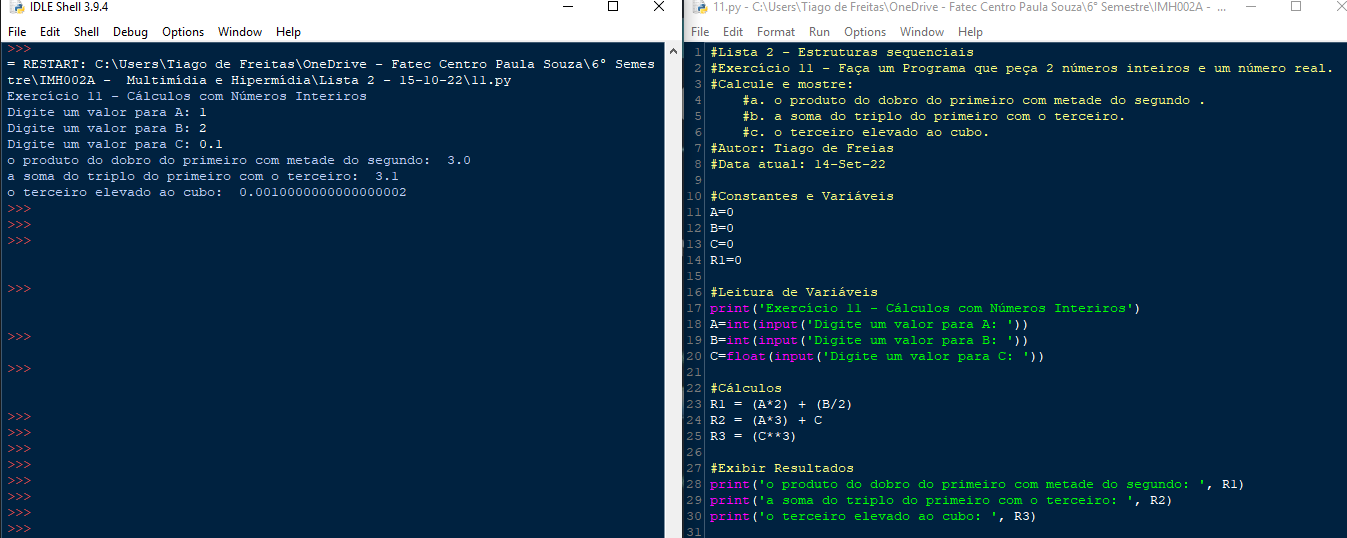 IDLE Shell 3.9.4
File Edit Shell Debug Options Window Help
>>>
= RESTART: C:\Users\Tiago de Freitas\OneDrive - Fatec Centro Paula Souza\6° Semes
tre\IMH002A -  Multimídia e Hipermídia\Lista 2 - 15-10-22\11.py
Exercício 11 - Cálculos com Números Interiros
Digite um valor para A: 1
Digite um valor para B: 2
Digite um valor para C: 0.1
o produto do dobro do primeiro com metade do segundo:  3.0
a soma do triplo do primeiro com o terceiro:  3.1
o terceiro elevado ao cubo:  0.0010000000000000002
>>>
>>>
>>>
>>>
>>>
>>>
>>>
>>>
>>>
>>>
>>>
>>>
>>>
>>>
11.py - C:\Users\Tiago de Freitas\OneDrive - Fatec Centro Paula Souza\6° Semestre\IMH002A - ...
File Edit Format Run Options Window Help
1 #Lista 2 - Estruturas sequenciais
2 #Exercício 11 - Faça um Programa que peça 2 números inteiros e um número real.
3 #Calcule e mostre:
4     #a. o produto do dobro do primeiro com metade do segundo .
5     #b. a soma do triplo do primeiro com o terceiro.
6     #c. o terceiro elevado ao cubo.
7 #Autor: Tiago de Freias
8 #Data atual: 14-Set-22
9
10 #Constantes e Variáveis
11 A=0
12 B=0
13 C=0
14 R1=0
15
16 #Leitura de Variáveis
17 print('Exercício 11 - Cálculos com Números Interiros')
18 A=int(input('Digite um valor para A: '))
19 B=int(input('Digite um valor para B: '))
20 C=float(input('Digite um valor para C: '))
21
22 #Cálculos
23 R1 = (A*2) + (B/2)
24 R2 = (A*3) + C
25 R3 = (C**3)
26
27 #Exibir Resultados
28 print('o produto do dobro do primeiro com metade do segundo: ', R1)
29 print('a soma do triplo do primeiro com o terceiro: ', R2)
30 print('o terceiro elevado ao cubo: ', R3)
31